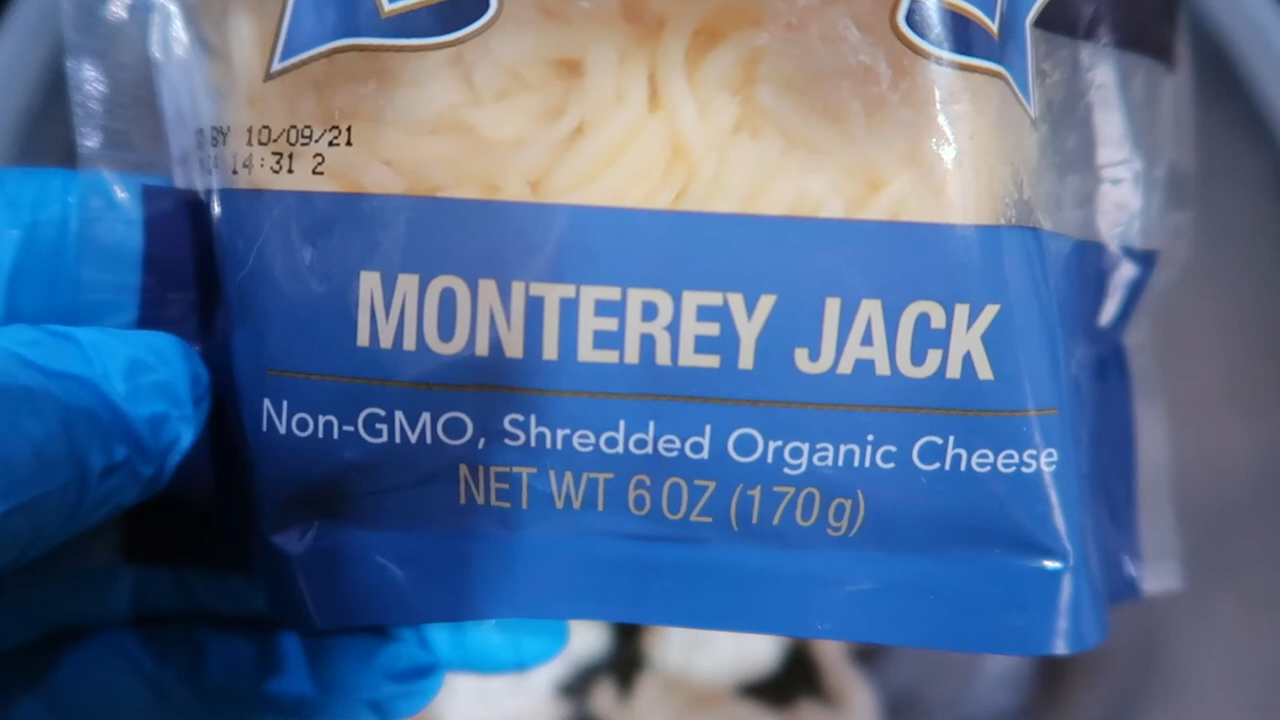 BY 10/09/21
14:31 2
MONTEREY JACK
Non-GMO, Shredded Organic Cheese
NET WT 6 OZ (170 g)